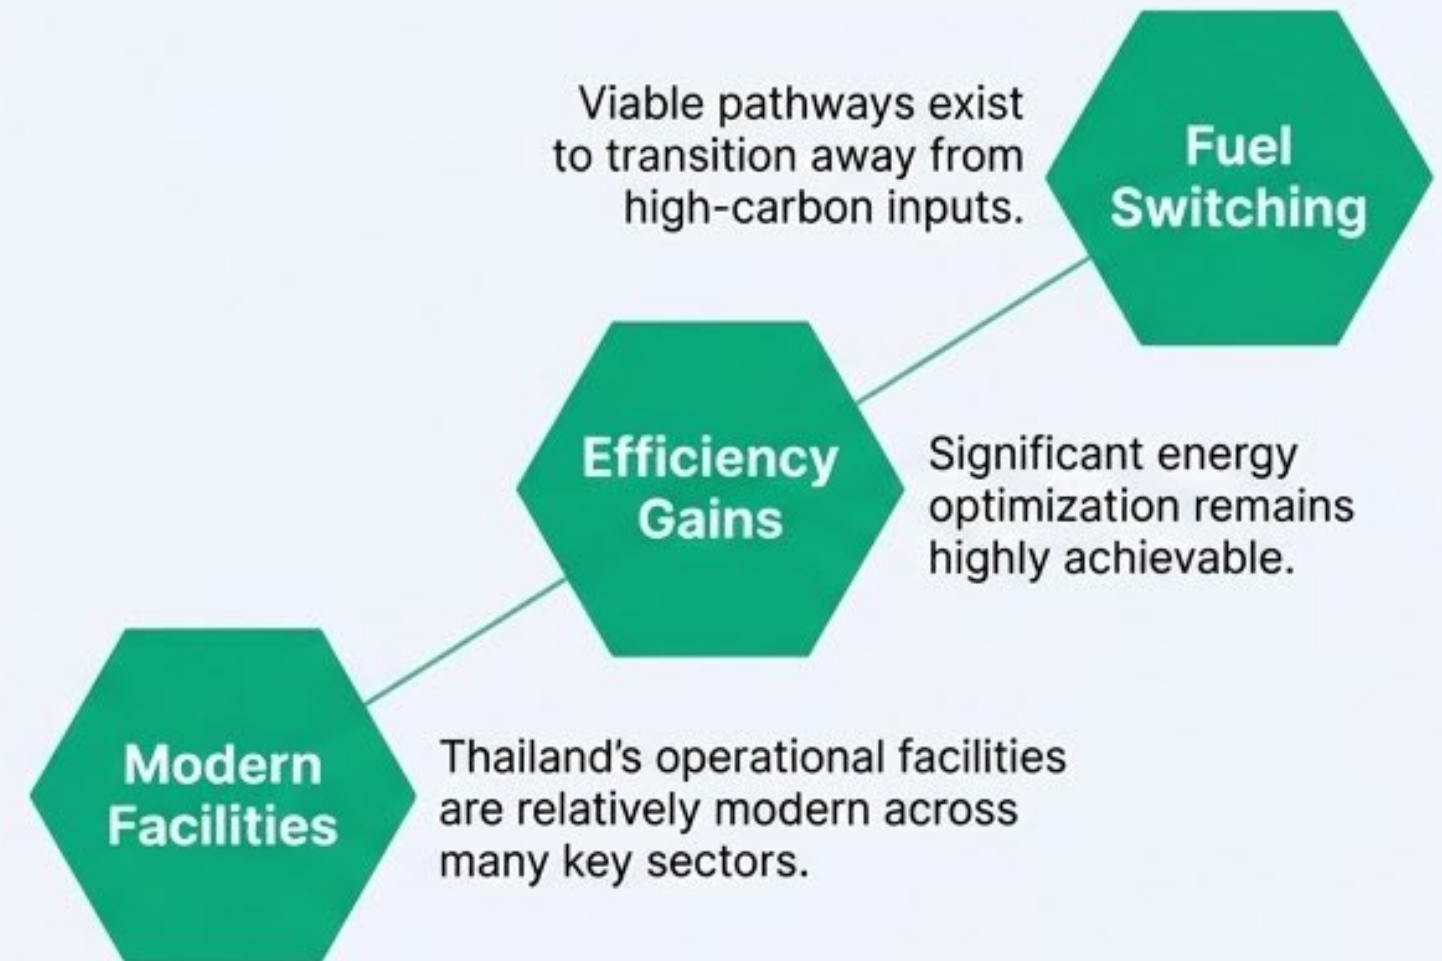 Viable pathways exist
to transition away from
high-carbon inputs.
Fuel
Switching
Efficiency
Gains
Significant energy
optimization remains
highly achievable.
Modern
Facilities
Thailand’s operational facilities
are relatively modern across
many key sectors.